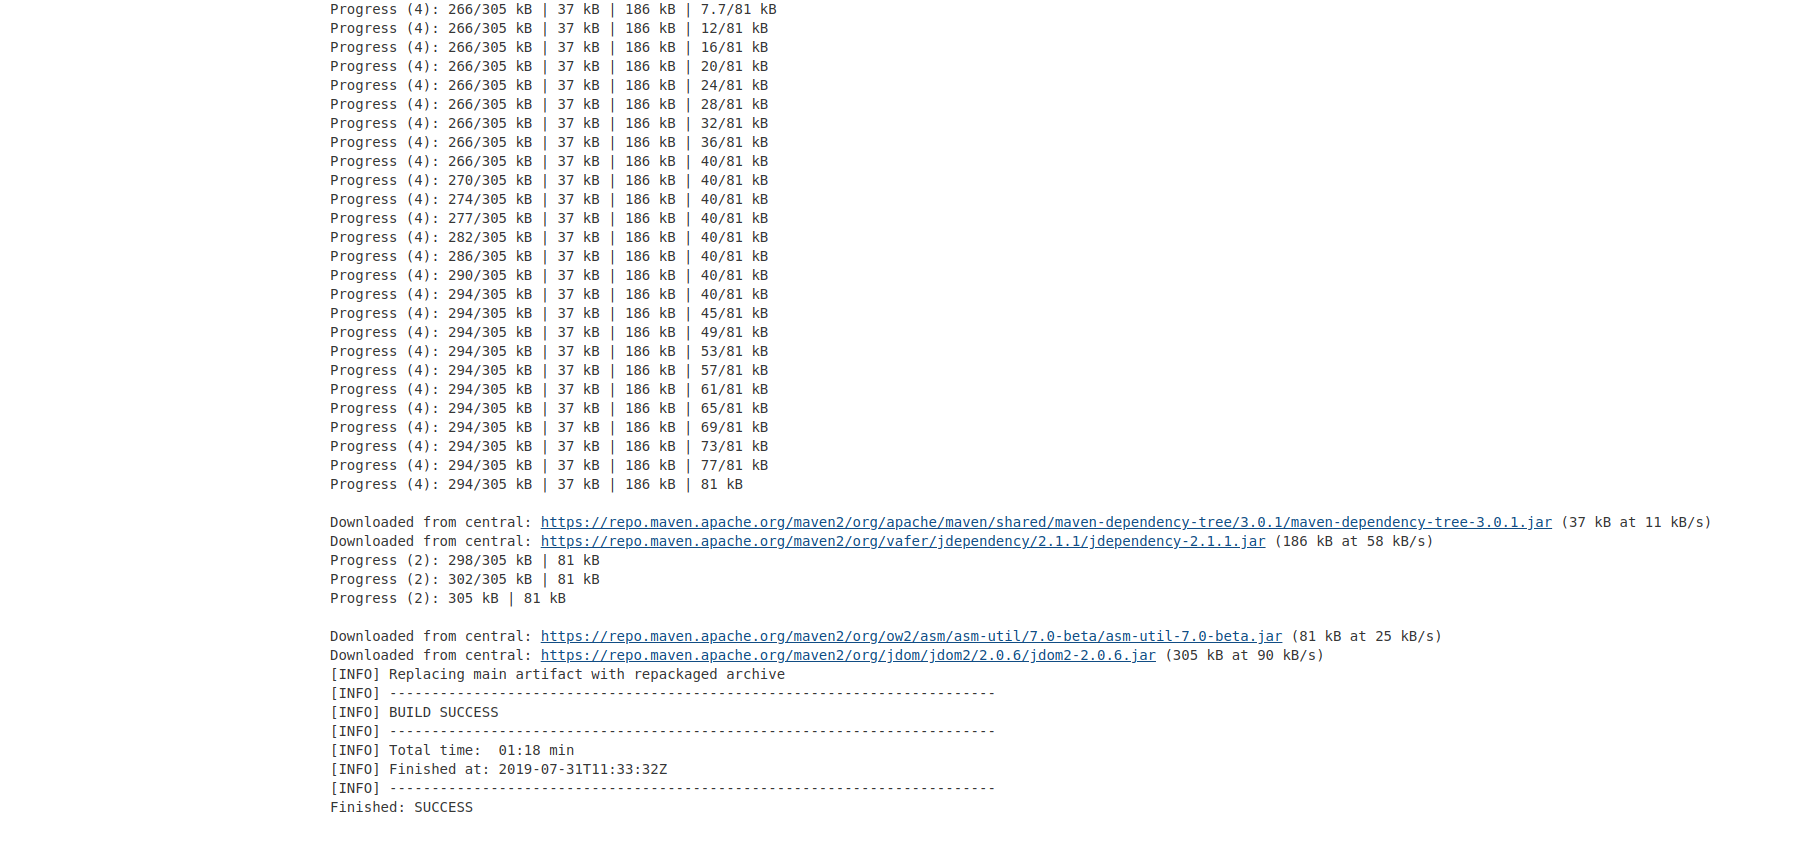 Progress (4): 266/305 kB | 37 kB | 186 kB | 7.7/81 kB
Progress (4): 266/305 kB | 37 kB | 186 kB | 12/81 kB
Progress (4): 266/305 kB | 37 kB | 186 kB | 16/81 kB
Progress (4): 266/305 kB | 37 kB | 186 kB | 20/81 kB
Progress (4): 266/305 kB | 37 kB | 186 kB | 24/81 kB
Progress (4): 266/305 kB | 37 kB | 186 kB | 28/81 kB
Progress (4): 266/305 kB | 37 kB | 186 kB | 32/81 kB
Progress (4): 266/305 kB | 37 kB | 186 kB | 36/81 kB
Progress (4): 266/305 kB | 37 kB | 186 kB | 40/81 kB
Progress (4): 270/305 kB | 37 kB | 186 kB | 40/81 kB
Progress (4): 274/305 kB | 37 kB | 186 kB | 40/81 kB
Progress (4): 277/305 kB | 37 kB | 186 kB | 40/81 kB
Progress (4): 282/305 kB | 37 kB | 186 kB | 40/81 kB
Progress (4): 286/305 kB | 37 kB | 186 kB | 40/81 kB
Progress (4): 290/305 kB | 37 kB | 186 kB | 40/81 kB
Progress (4): 294/305 kB | 37 kB | 186 kB | 40/81 kB
Progress (4): 294/305 kB | 37 kB | 186 kB | 45/81 kB
Progress (4): 294/305 kB | 37 kB | 186 kB | 49/81 kB
Progress (4): 294/305 kB | 37 kB | 186 kB | 53/81 kB
Progress (4): 294/305 kB | 37 kB | 186 kB | 57/81 kB
Progress (4): 294/305 kB | 37 kB | 186 kB | 61/81 kB
Progress (4): 294/305 kB | 37 kB | 186 kB | 65/81 kB
Progress (4): 294/305 kB | 37 kB | 186 kB | 69/81 kB
Progress (4): 294/305 kB | 37 kB | 186 kB | 73/81 kB
Progress (4): 294/305 kB | 37 kB | 186 kB | 77/81 kB
Progress (4): 294/305 kB | 37 kB | 186 kB | 81 kB
Downloaded from central: https://repo.maven.apache.org/maven2/org/apache/maven/shared/maven-dependency-tree/3.0.1/maven-dependency-tree-3.0.1.jar (37 kB at 11 kB/s)
Downloaded from central: https://repo.maven.apache.org/maven2/org/vafer/jdependency/2.1.1/jdependency-2.1.1.jar (186 kB at 58 kB/s)
Progress (2): 298/305 kB | 81 kB
Progress (2): 302/305 kB | 81 kB
Progress (2): 305 kB | 81 kB
Downloaded from central: https://repo.maven.apache.org/maven2/org/ow2/asm/asm-util/7.0-beta/asm-util-7.0-beta.jar (81 kB at 25 kB/s)
Downloaded from central: https://repo.maven.apache.org/maven2/org/jdom/jdom2/2.0.6/jdom2-2.0.6.jar (305 kB at 90 kB/s)
[INFO] Replacing main artifact with repackaged archive
[INFO] ------------------------------------------------------------------------
[INFO] BUILD SUCCESS
[INFO] ------------------------------------------------------------------------
[INFO] Total time:  01:18 min
[INFO] Finished at: 2019-07-31T11:33:32Z
[INFO] ------------------------------------------------------------------------
Finished: SUCCESS